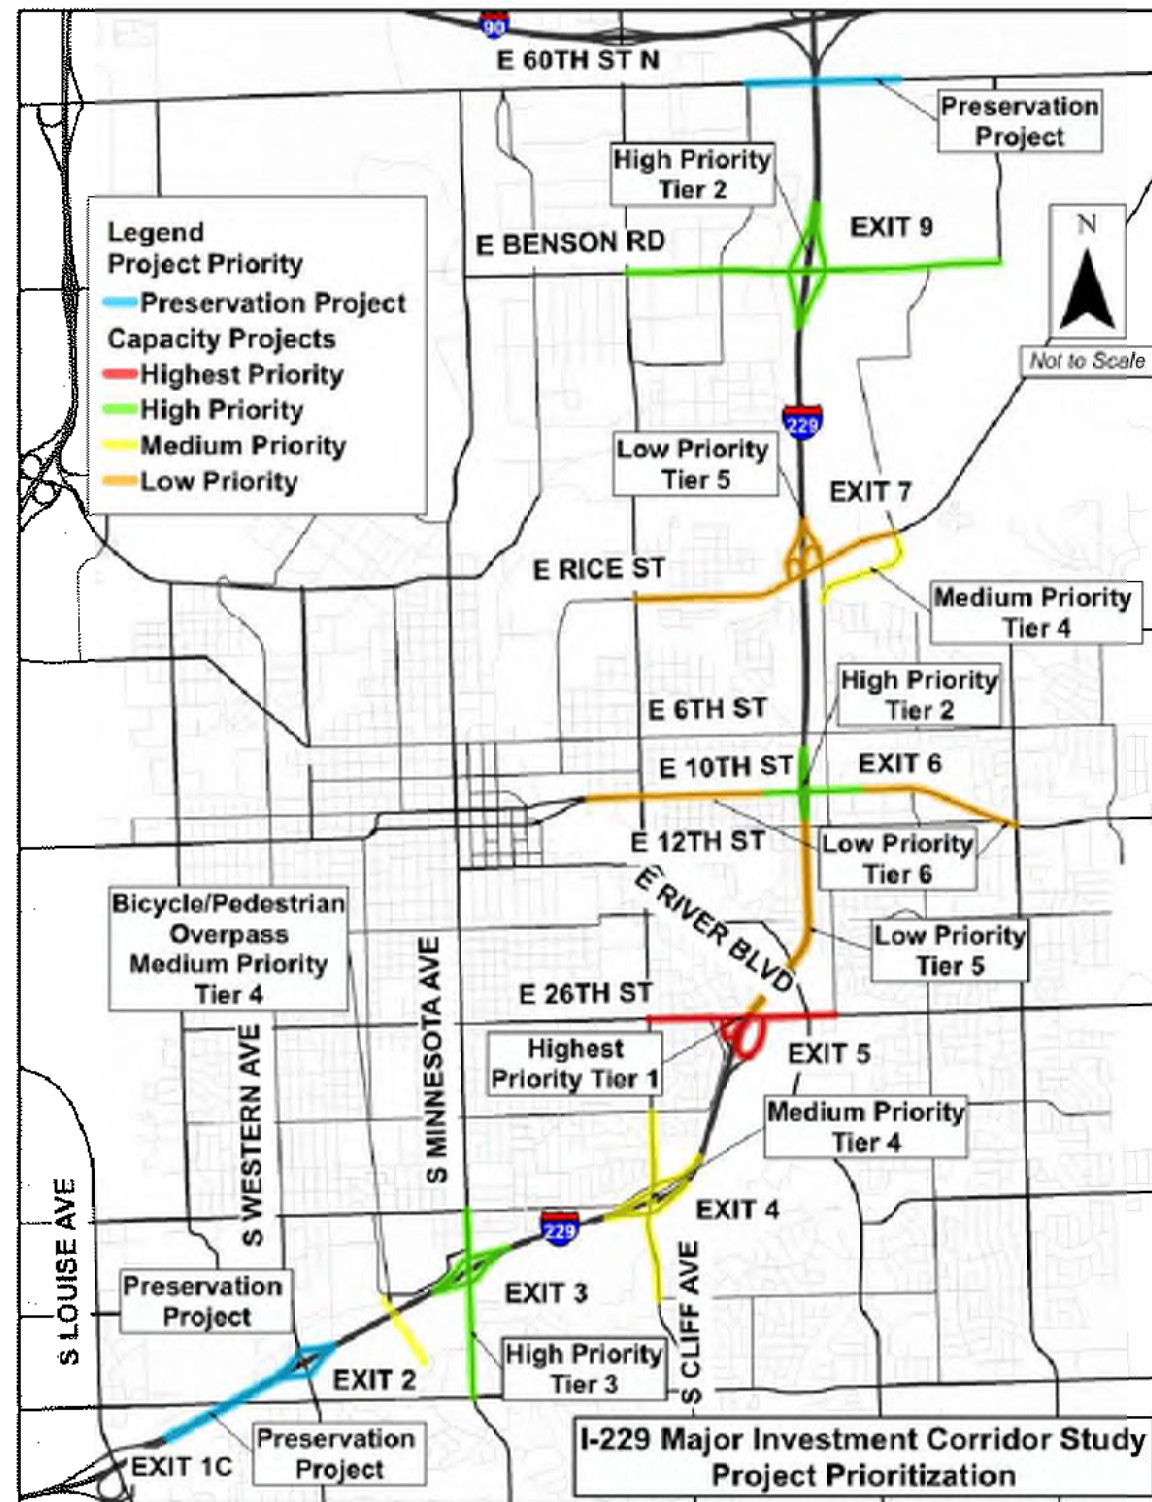 90
E 60TH ST N
Preservation
Project
High Priority
Tier 2
EXIT 9
E BENSON RD
N
Not to Scale
Legend
Project Priority
Preservation Project
Capacity Projects
Highest Priority
High Priority
Medium Priority
Low Priority
229
Low Priority
Tier 5
EXIT 7
E RICE ST
Medium Priority
Tier 4
High Priority
Tier 2
E 6TH ST
E 10TH ST
EXIT 6
E 12TH ST
Low Priority
Tier 6
E RIVER BLVD
Bicycle/Pedestrian
Overpass
Medium Priority
Tier 4
Low Priority
Tier 5
S MINNESOTA AVE
E 26TH ST
Highest
Priority Tier 1
EXIT 5
S WESTERN AVE
Medium Priority
Tier 4
EXIT 4
229
S LOUISE AVE
S CLIFF AVE
Preservation
Project
EXIT 3
High Priority
Tier 3
EXIT 2
Preservation
Project
EXIT 1C
I-229 Major Investment Corridor Study
Project Prioritization